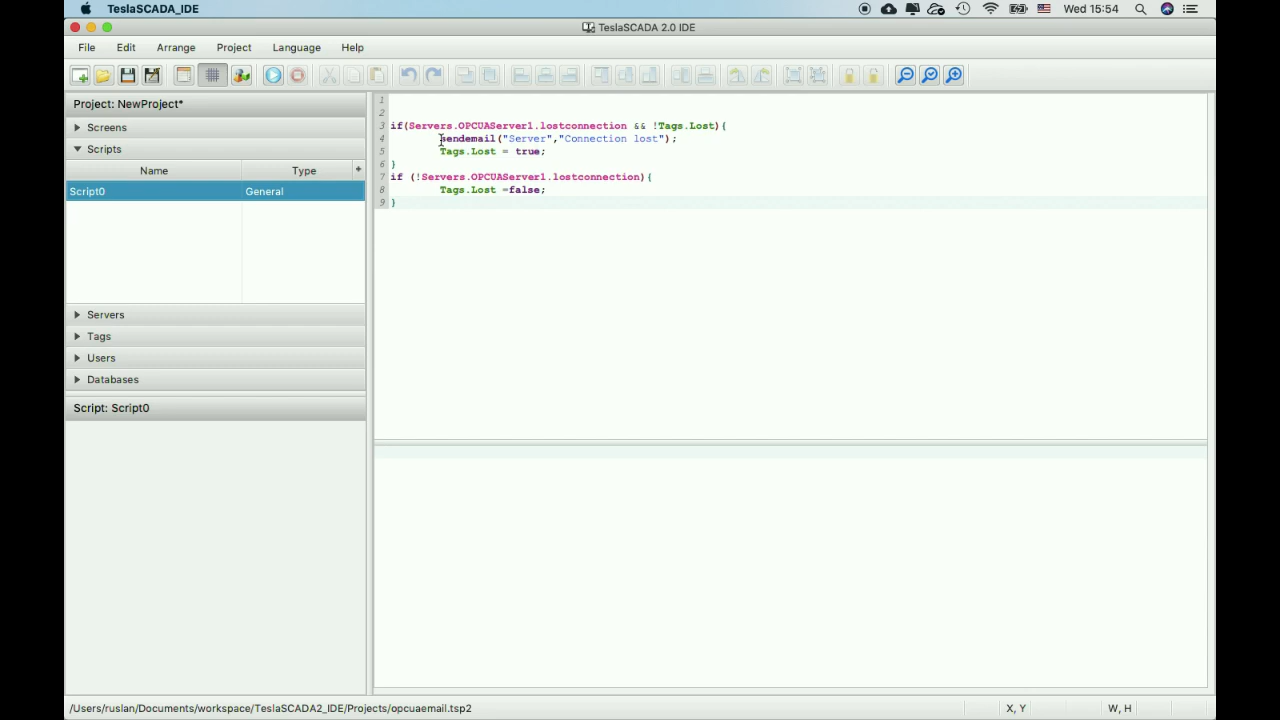 TeslaSCADA_IDE
Wed 15:54
TeslaSCADA 2.0 IDE
File Edit Arrange Project Language Help
Project: NewProject*
Screens
Scripts
Name Type +
Script0 General
Servers
Tags
Users
Databases
Script: Script0
1
2
3 if(Servers.OPCUAServer1.lostconnection && !Tags.Lost){
4 sendemail("Server","Connection lost");
5 Tags.Lost = true;
6 }
7 if (!Servers.OPCUAServer1.lostconnection){
8 Tags.Lost =false;
9 }
/Users/ruslan/Documents/workspace/TeslaSCADA2_IDE/Projects/opcuaemail.tsp2
X, Y W, H